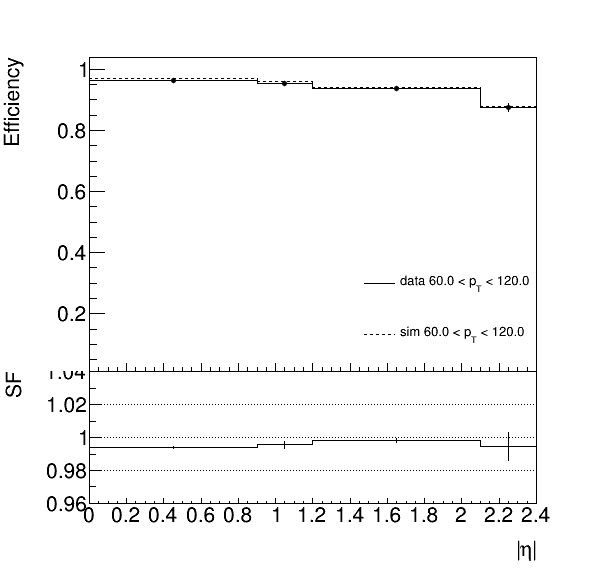 Efficiency
1
0.8
0.6
0.4
0.2
data 60.0 < p_T < 120.0
sim 60.0 < p_T < 120.0
SF
1.04
1.02
1
0.98
0.96
0 0.2 0.4 0.6 0.8 1 1.2 1.4 1.6 1.8 2 2.2 2.4
|η|